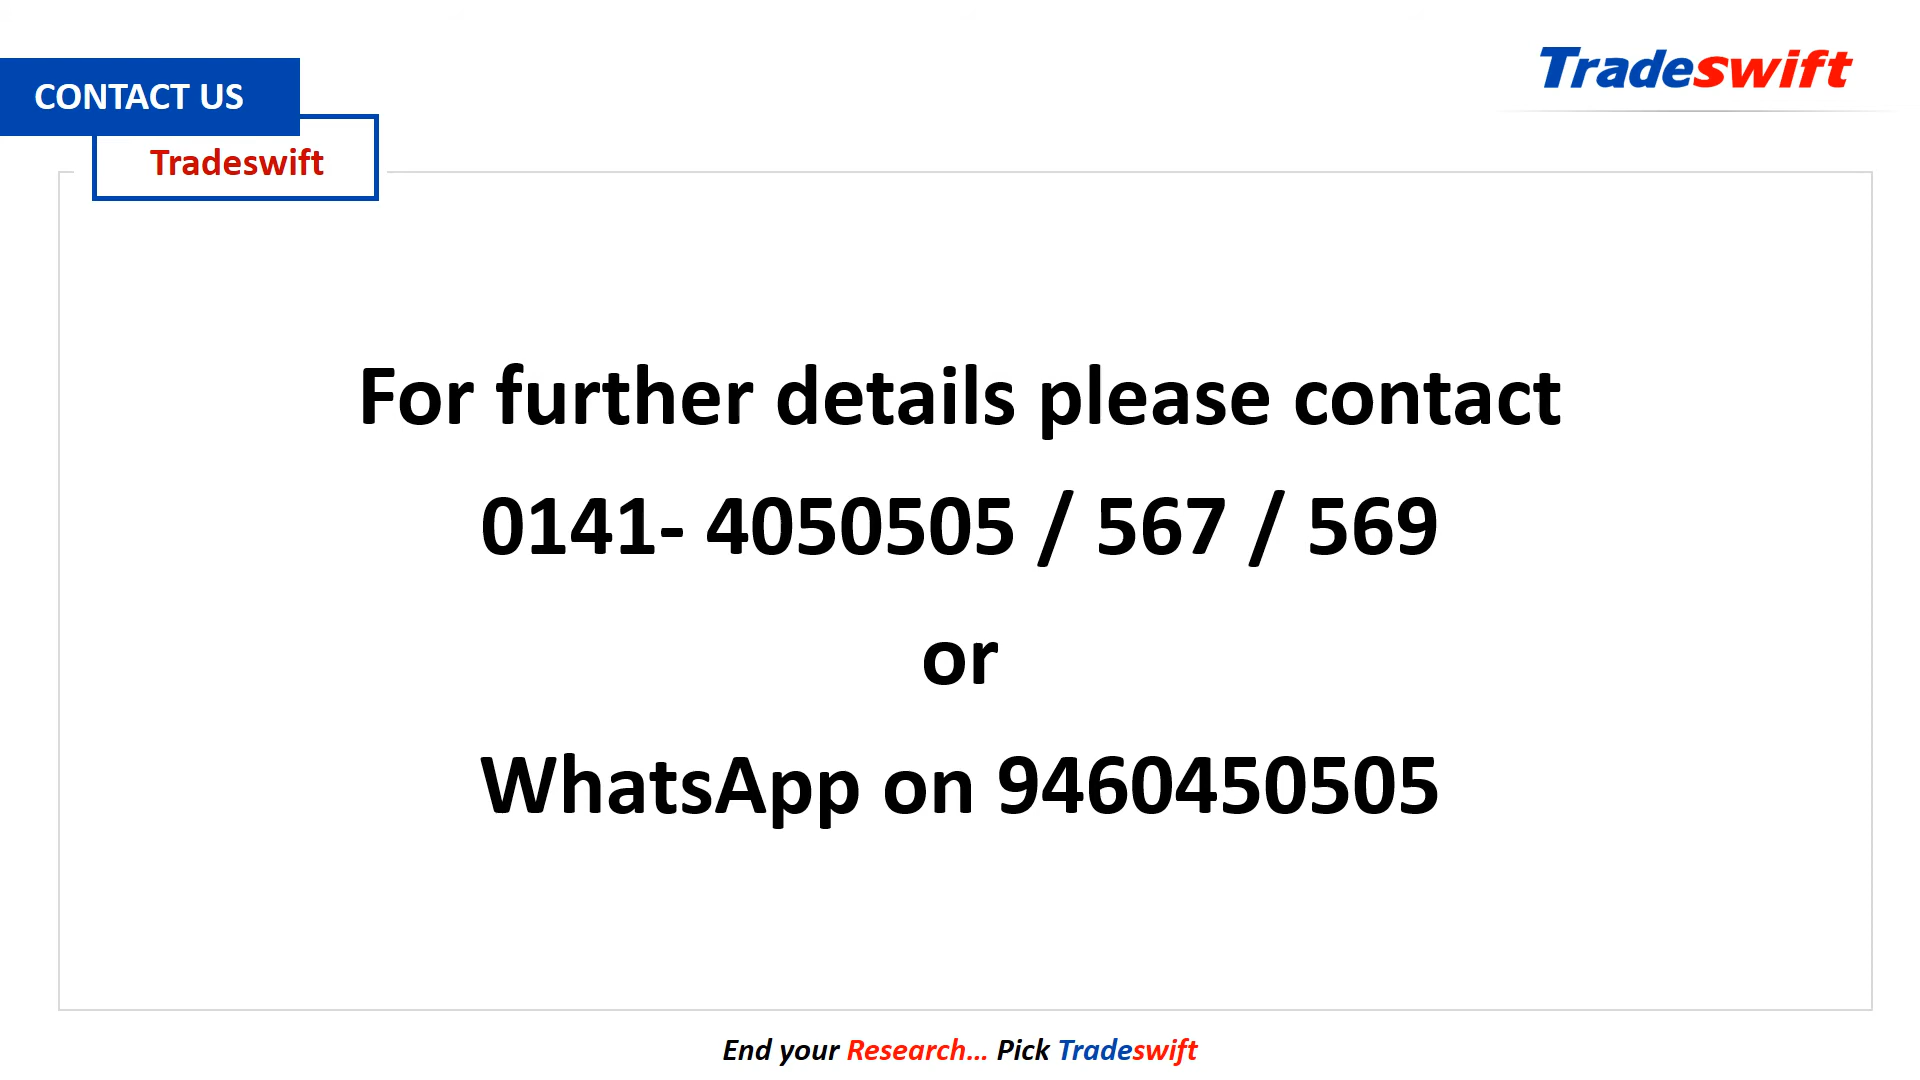 Tradeswift
CONTACT US
Tradeswift
For further details please contact
0141- 4050505 / 567 / 569
or
WhatsApp on 9460450505
End your Research... Pick Tradeswift